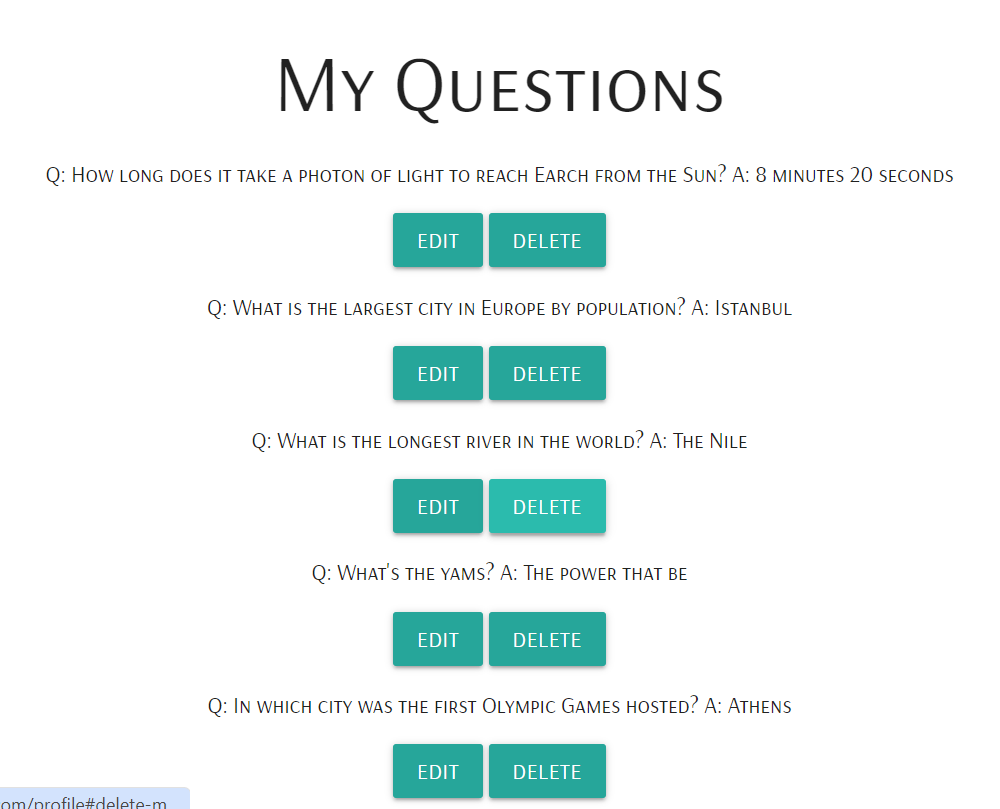 My Questions
Q: How long does it take a photon of light to reach Earch from the Sun? A: 8 minutes 20 seconds
EDIT DELETE
Q: What is the largest city in Europe by population? A: Istanbul
EDIT DELETE
Q: What is the longest river in the world? A: The Nile
EDIT DELETE
Q: What's the yams? A: The power that be
EDIT DELETE
Q: In which city was the first Olympic Games hosted? A: Athens
EDIT DELETE
om/profile#delete-m